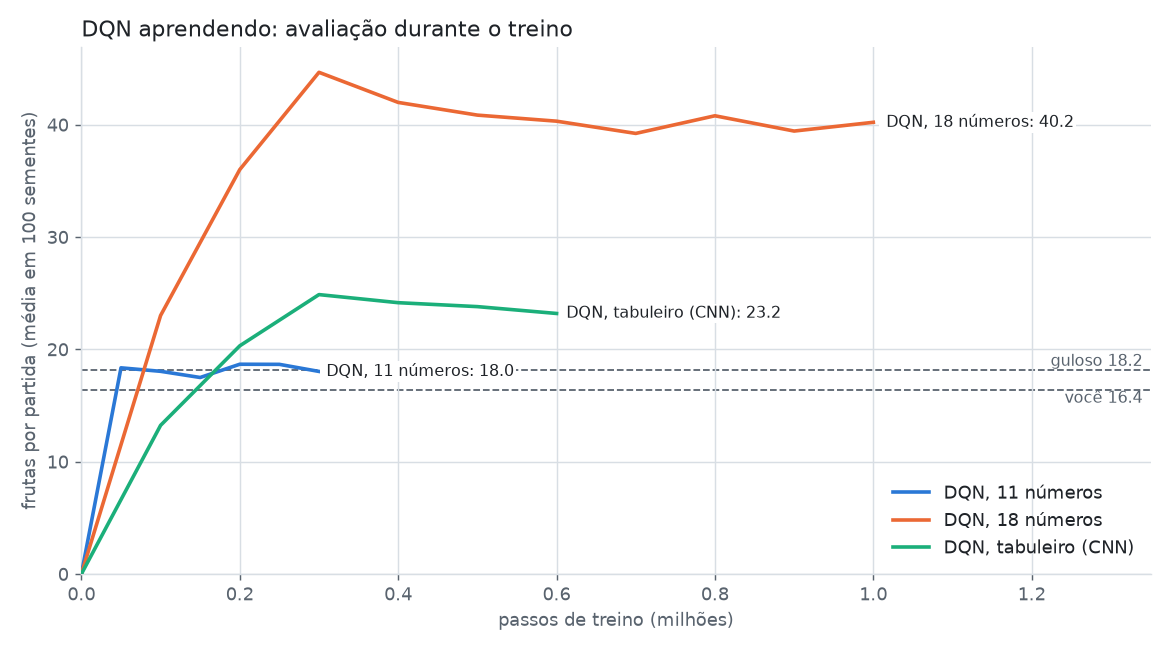 DQN aprendendo: avaliação durante o treino
frutas por partida (média em 100 sementes)
40
30
20
10
0
DQN, 18 números: 40.2
DQN, tabuleiro (CNN): 23.2
DQN, 11 números: 18.0
guloso 18.2
você 16.4
DQN, 11 números
DQN, 18 números
DQN, tabuleiro (CNN)
0.0 0.2 0.4 0.6 0.8 1.0 1.2
passos de treino (milhões)